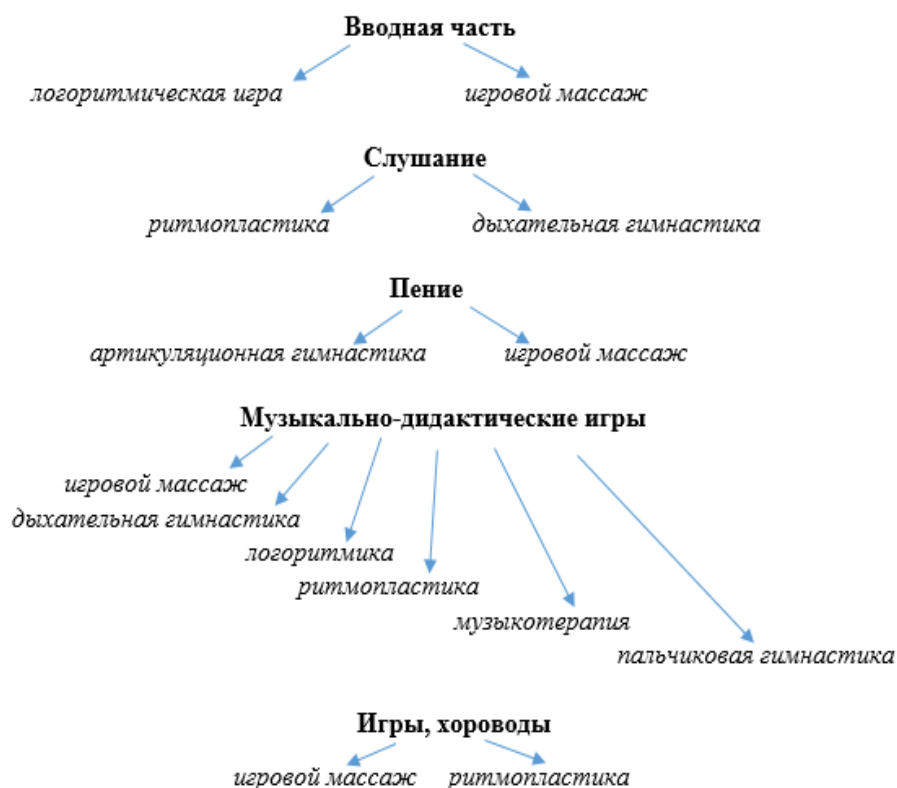 Вводная часть
логоритмическая игра игровой массаж
Слушание
ритмопластика дыхательная гимнастика
Пение
артикуляционная гимнастика игровой массаж
Музыкально-дидактические игры
игровой массаж
дыхательная гимнастика
логоритмика
ритмопластика
музыкотерапия
пальчиковая гимнастика
Игры, хороводы
игровой массаж ритмопластика